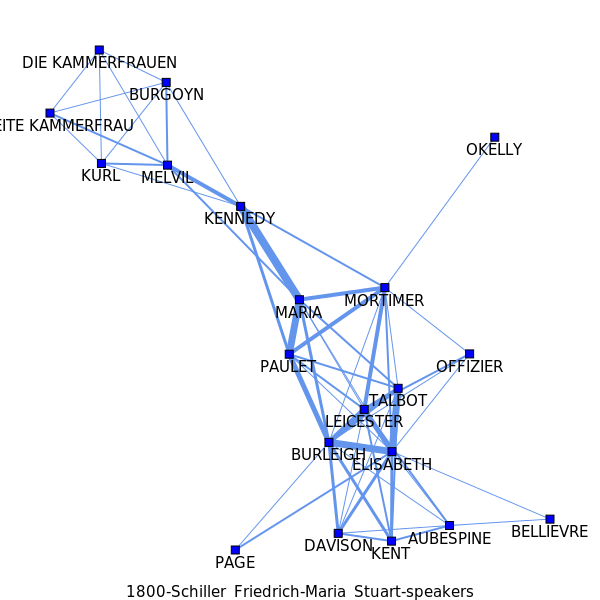 DIE KAMMERFRAUEN
BURGOYN
EITE KAMMERFRAU
OKELLY
KURL
MELVIL
KENNEDY
MORTIMER
MARIA
PAULET
OFFIZIER
TALBOT
LEICESTER
BURLEIGH
ELISABETH
BELLIEVRE
AUBESPINE
DAVISON
KENT
PAGE
1800-Schiller_Friedrich-Maria_Stuart-speakers